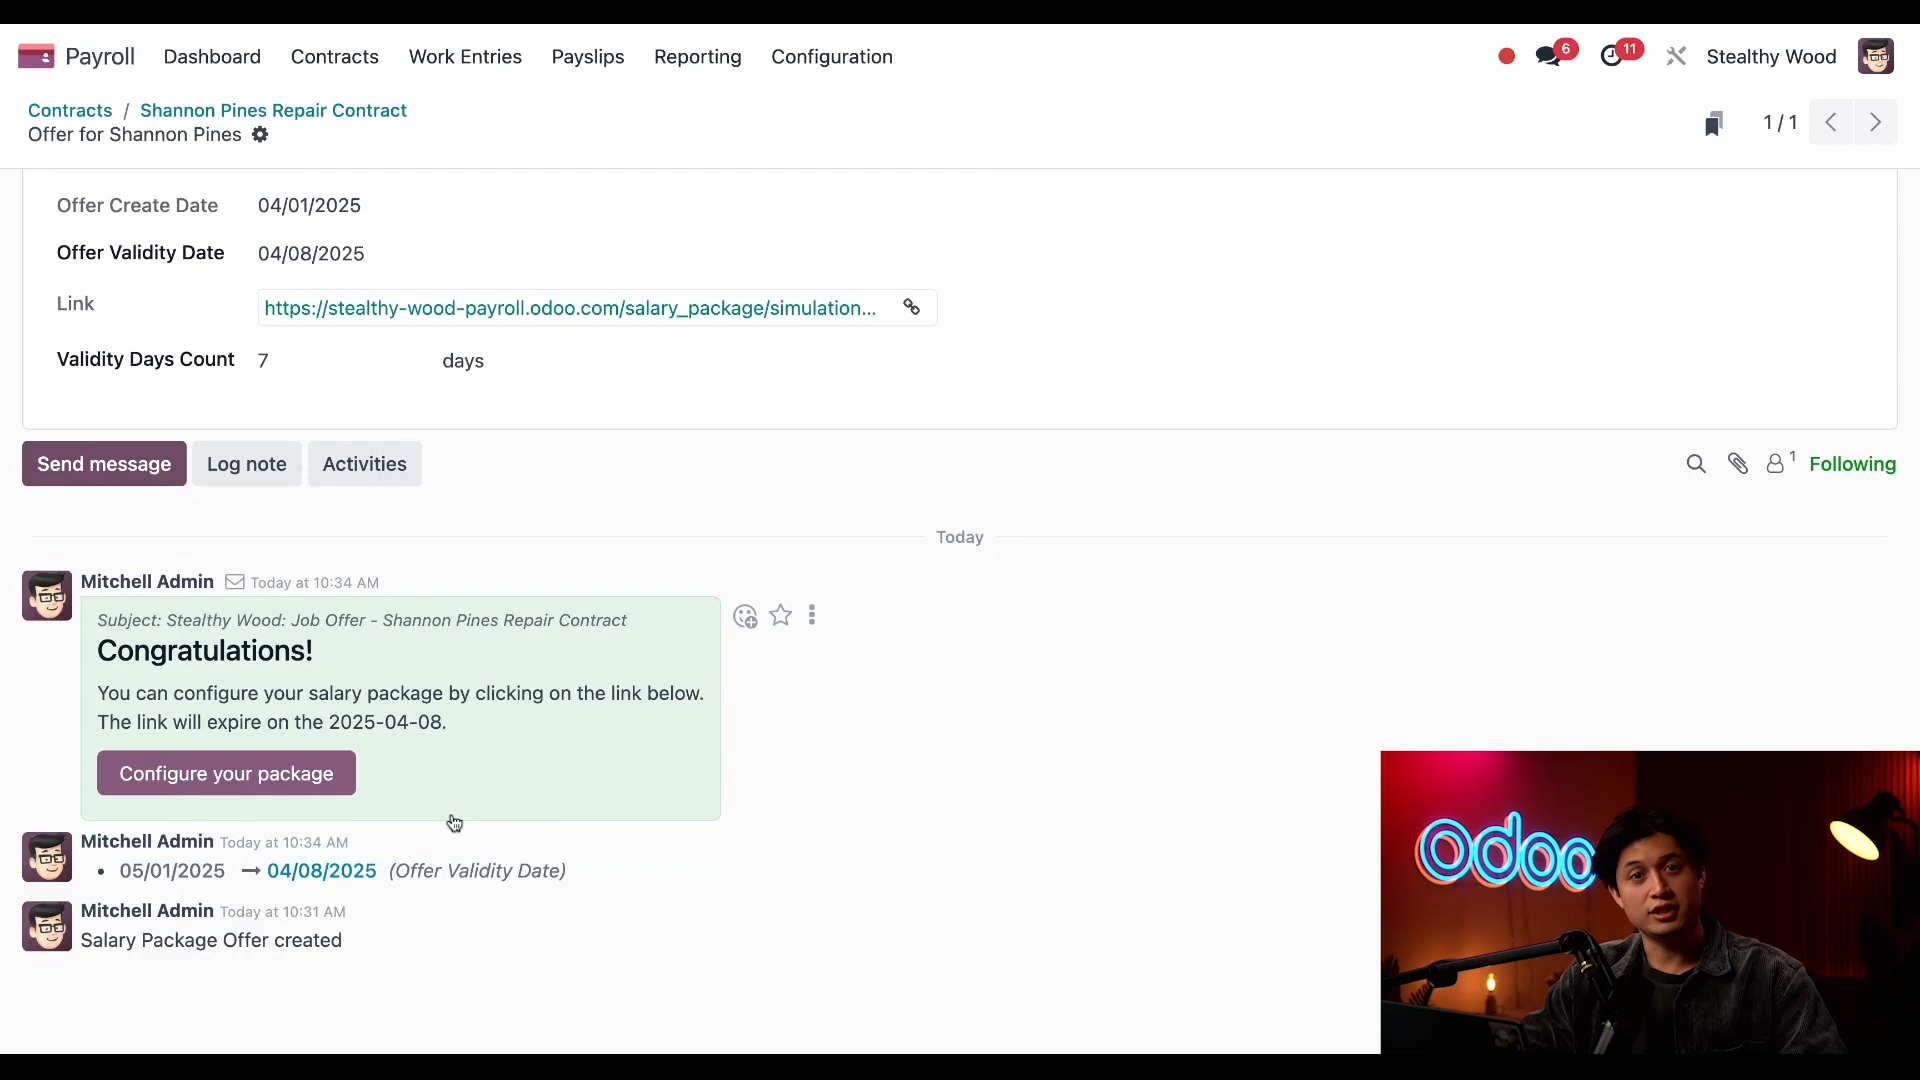 Payroll Dashboard Contracts Work Entries Payslips Reporting Configuration 6 11 Stealthy Wood
Contracts / Shannon Pines Repair Contract
Offer for Shannon Pines
1 / 1
Offer Create Date 04/01/2025
Offer Validity Date 04/08/2025
Link https://stealthy-wood-payroll.odoo.com/salary_package/simulation...
Validity Days Count 7 days
Send message Log note Activities 1 Following
Today
Mitchell Admin Today at 10:34 AM
Subject: Stealthy Wood: Job Offer - Shannon Pines Repair Contract
Congratulations!
You can configure your salary package by clicking on the link below.
The link will expire on the 2025-04-08.
Configure your package
Mitchell Admin Today at 10:34 AM
• 05/01/2025 → 04/08/2025 (Offer Validity Date)
Mitchell Admin Today at 10:31 AM
Salary Package Offer created
odoo